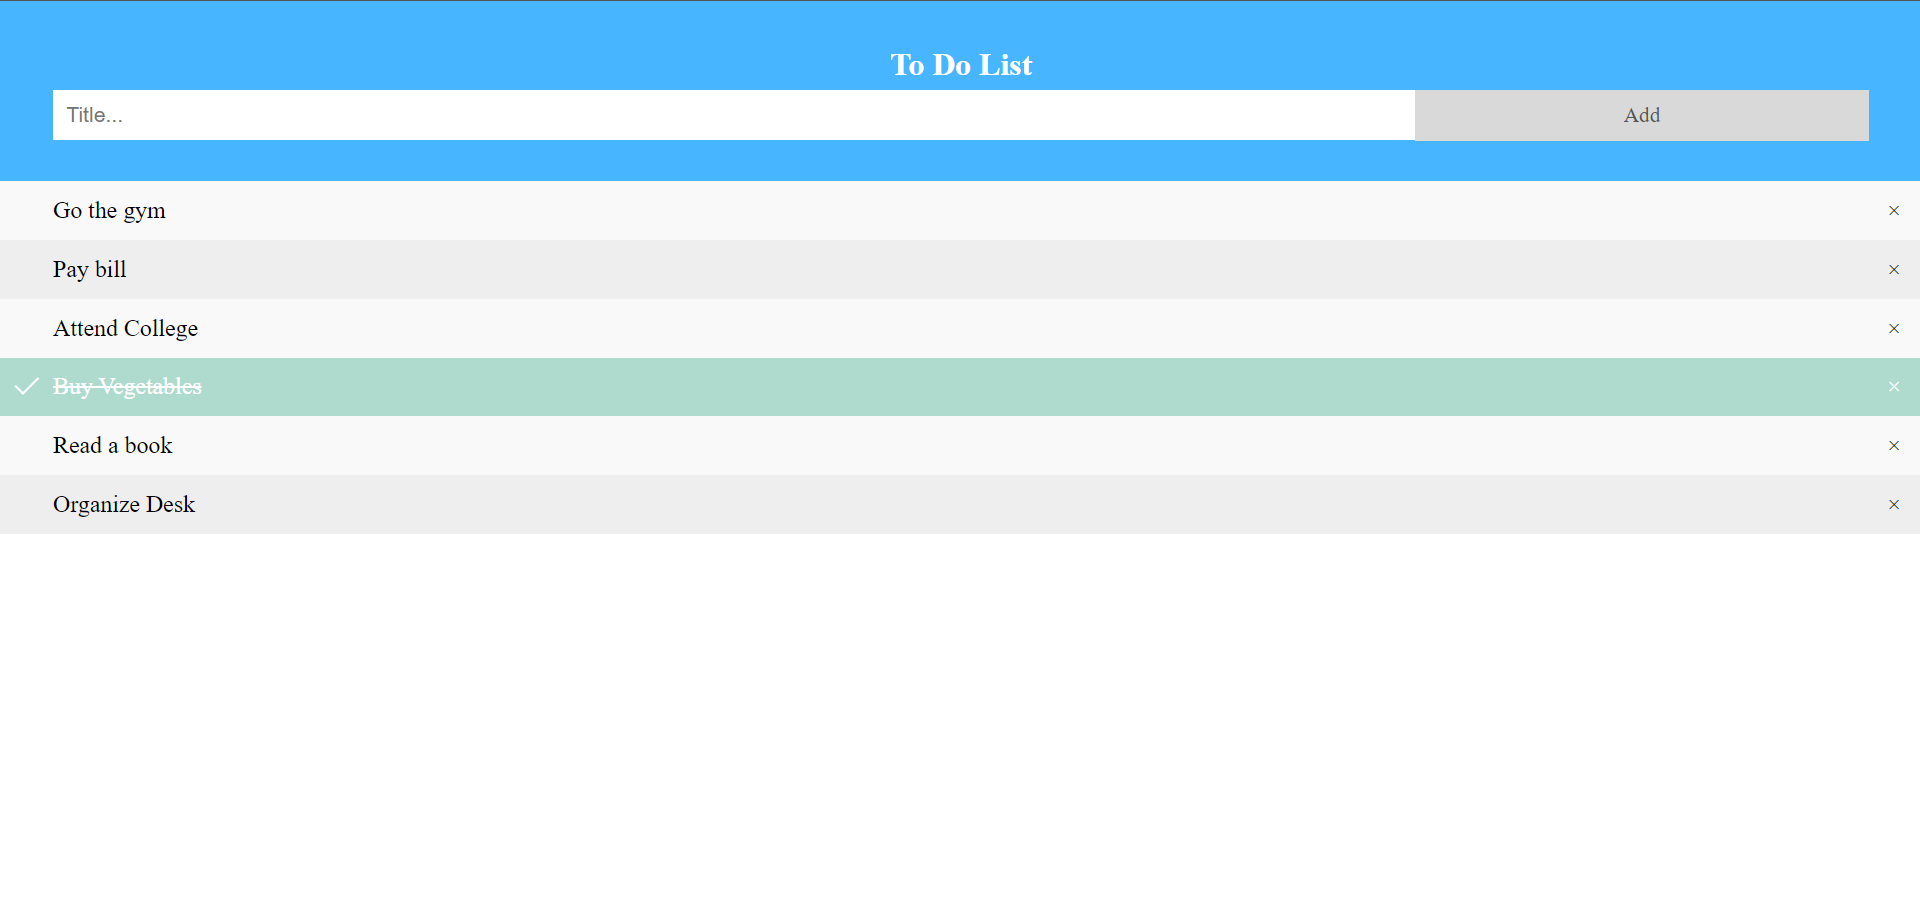 To Do List
Title...
Add
Go the gym
×
Pay bill
×
Attend College
×
Buy Vegetables
×
Read a book
×
Organize Desk
×